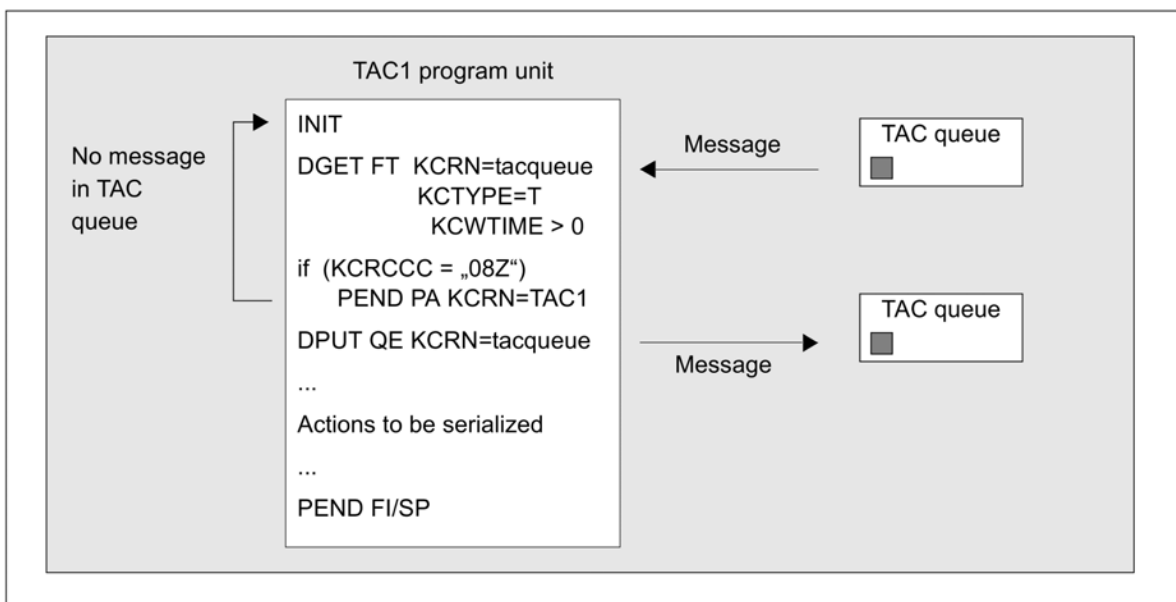 TAC1 program unit
No message
in TAC
queue
INIT
DGET FT KCRN=tacqueue
KCTYPE=T
KCWTIME > 0
if (KCRCCC = „08Z“)
PEND PA KCRN=TAC1
DPUT QE KCRN=tacqueue
...
Actions to be serialized
...
PEND FI/SP
Message
TAC queue
Message
TAC queue